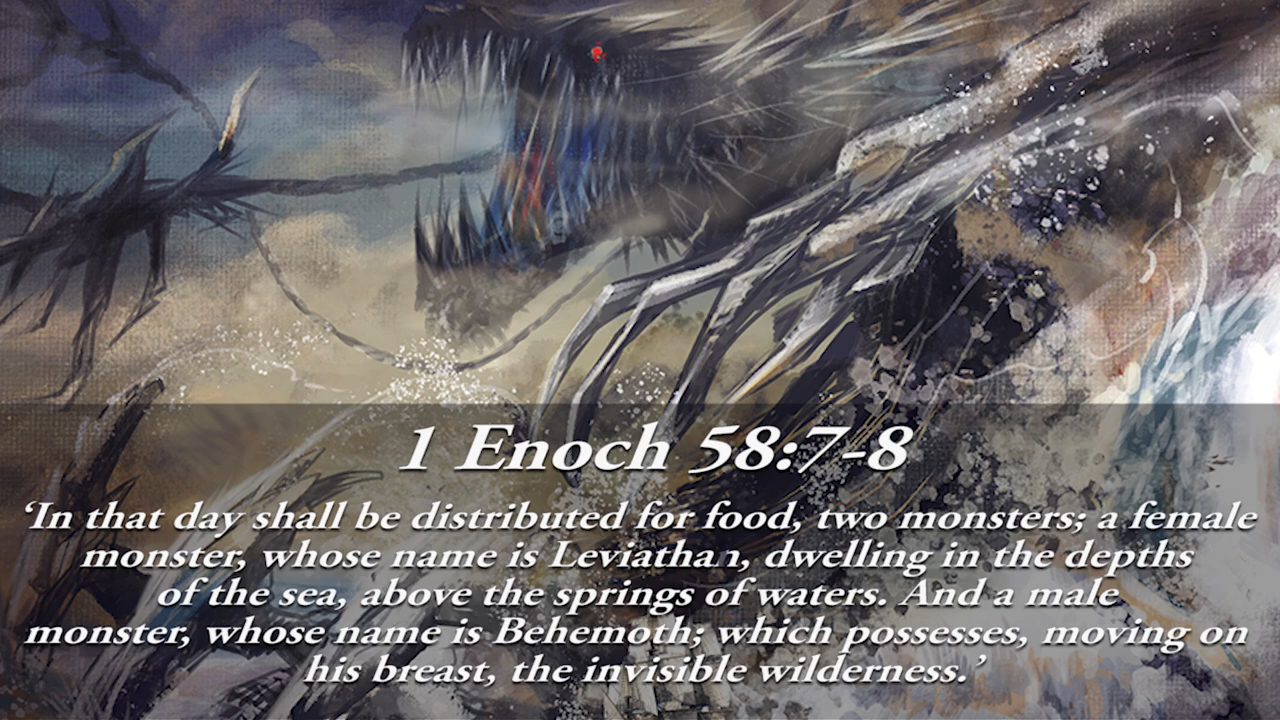 1 Enoch 58:7-8
‘In that day shall be distributed for food, two monsters; a female
monster, whose name is Leviathan, dwelling in the depths
of the sea, above the springs of waters. And a male
monster, whose name is Behemoth; which possesses, moving on
his breast, the invisible wilderness.’